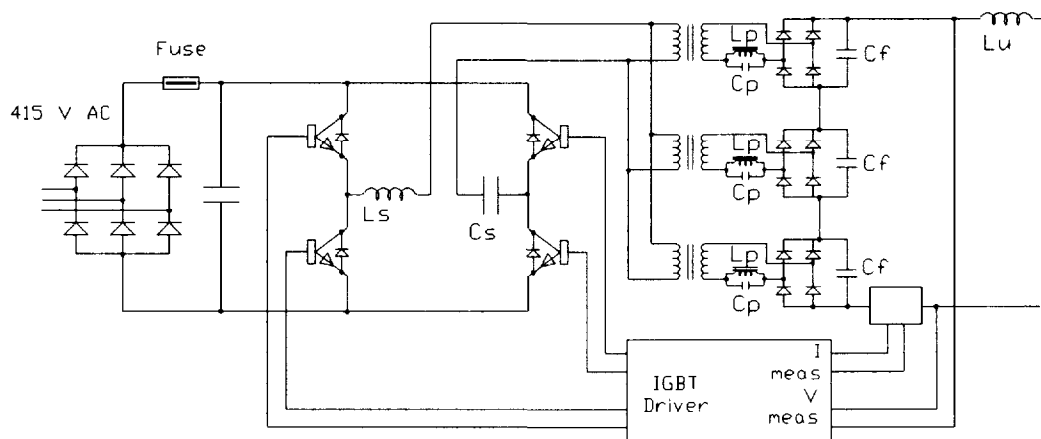 Fuse
415 V AC
Ls
Cs
Lp
Cp
Cf
Lu
Lp
Cp
Cf
Lp
Cp
Cf
IGBT
Driver
I
meas
V
meas